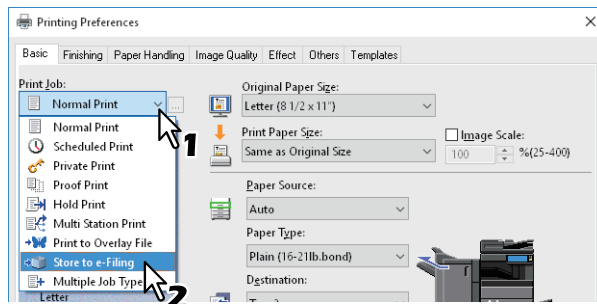 Printing Preferences
Basic Finishing Paper Handling Image Quality Effect Others Templates
Print Job:
Normal Print
...
Normal Print
Scheduled Print
Private Print
Proof Print
Hold Print
Multi Station Print
Print to Overlay File
Store to e-Filing
Multiple Job Type
Letter
1
2
Original Paper Size:
Letter (8 1/2 x 11")
Print Paper Size:
Same as Original Size
Image Scale:
100 %(25-400)
Paper Source:
Auto
Paper Type:
Plain (16-21lb.bond)
Destination: